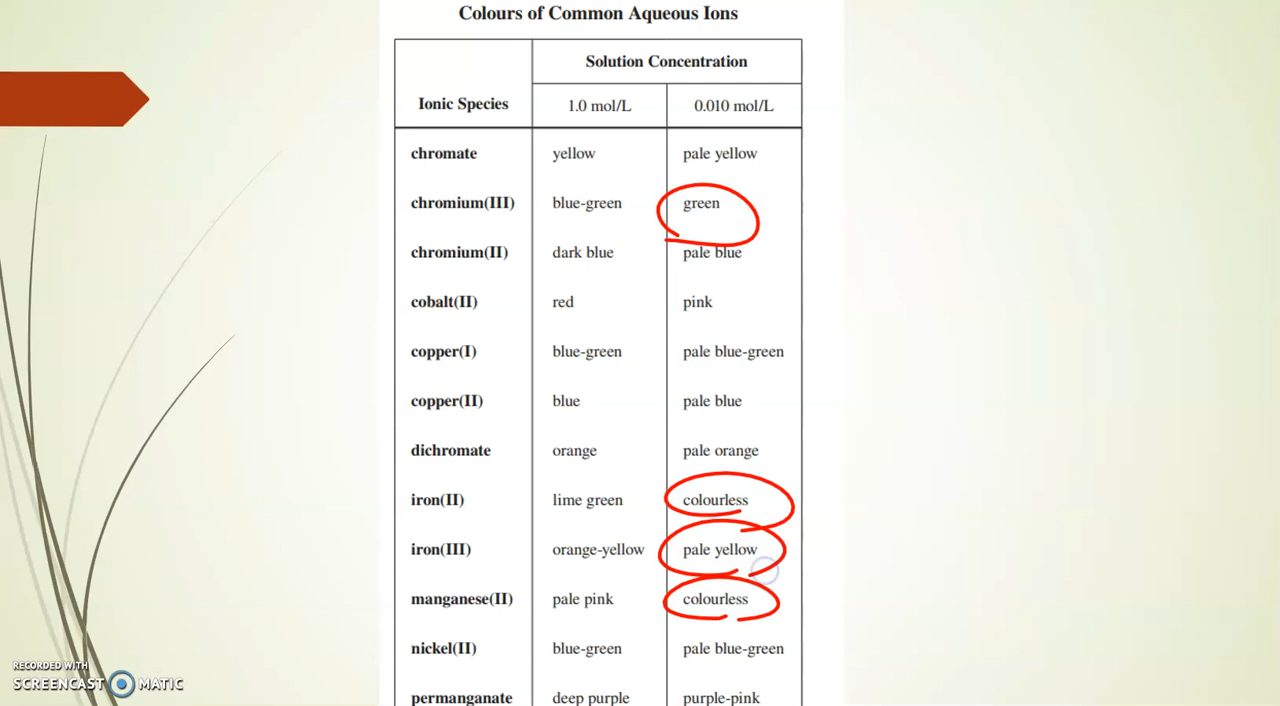 Colours of Common Aqueous Ions
Solution Concentration
Ionic Species 1.0 mol/L 0.010 mol/L
chromate yellow pale yellow
chromium(III) blue-green green
chromium(II) dark blue pale blue
cobalt(II) red pink
copper(I) blue-green pale blue-green
copper(II) blue pale blue
dichromate orange pale orange
iron(II) lime green colourless
iron(III) orange-yellow pale yellow
manganese(II) pale pink colourless
nickel(II) blue-green pale blue-green
permanganate deep purple purple-pink
RECORDED WITH
SCREENCAST MATIC